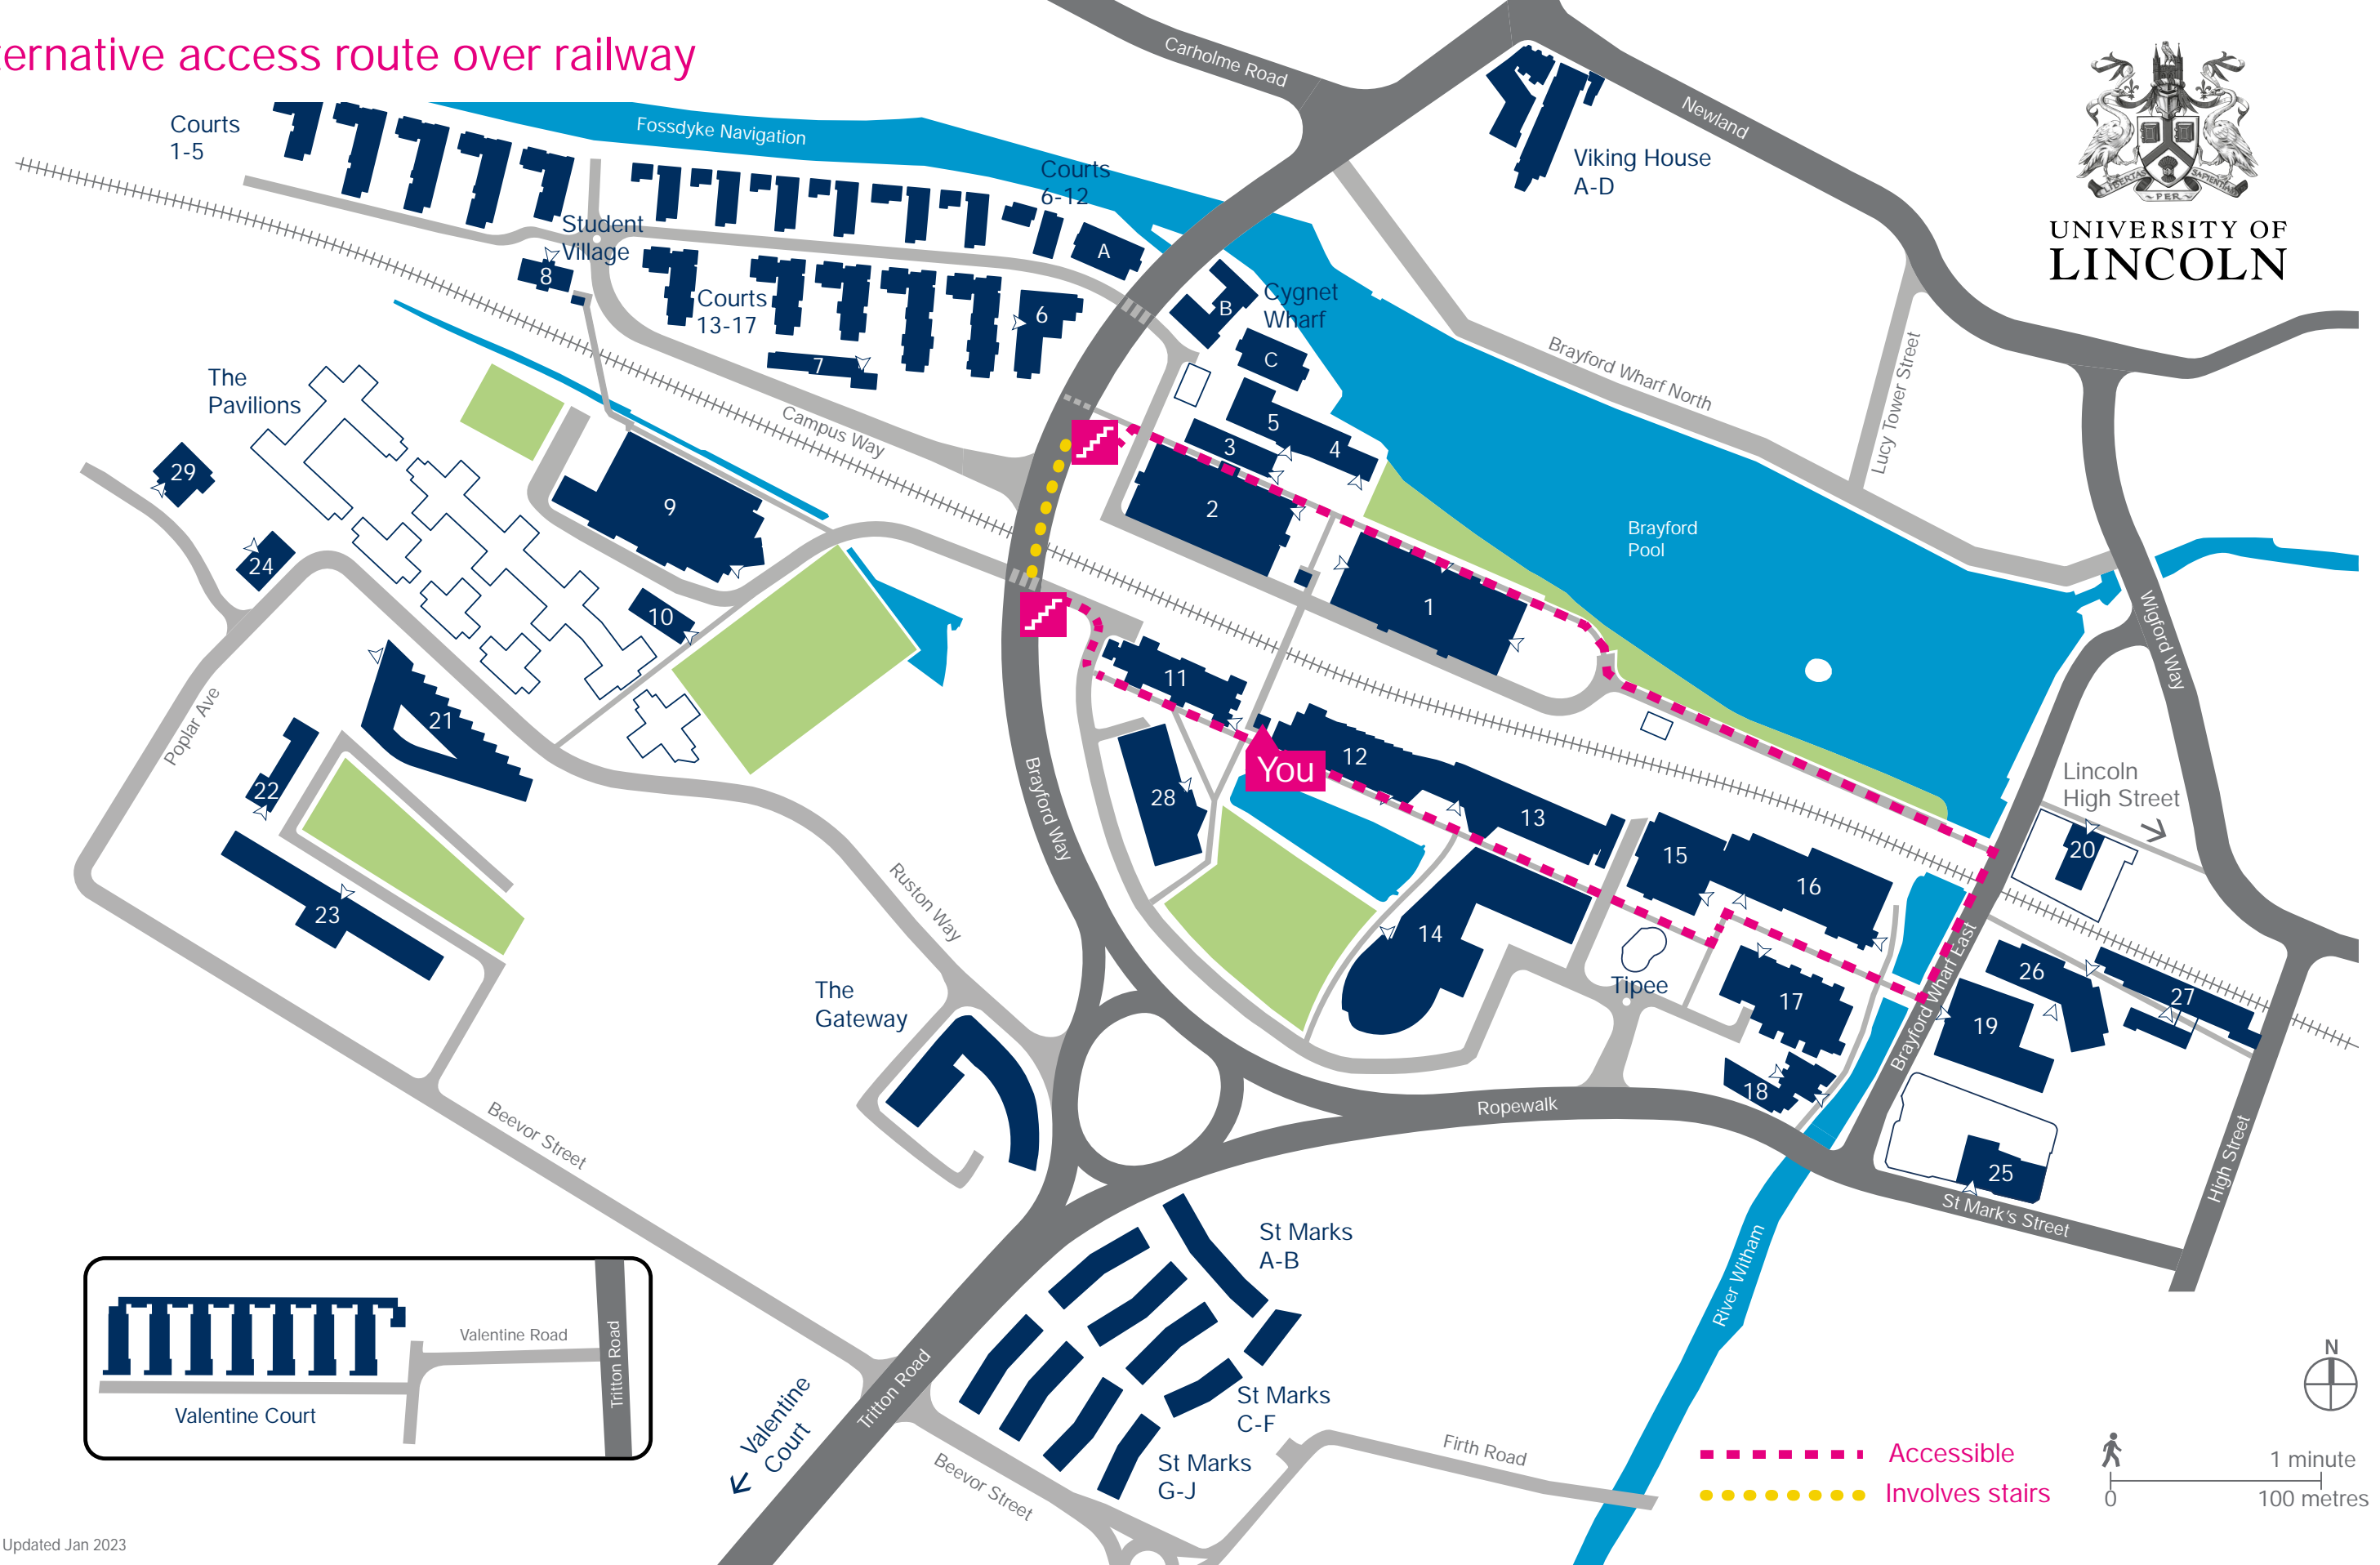 ternative access route over railway
Carholme Road
Newland
Courts
1-5
Fossdyke Navigation
Courts
6-12
Viking House
A-D
LIBERTAS
PER
SAPIENTIAM
UNIVERSITY OF
LINCOLN
Student
Village
A
8
Courts
13-17
6
B
Cygnet
Wharf
C
7
The
Pavilions
Campus Way
Brayford Wharf North
Lucy Tower Street
5
3
4
29
9
2
Brayford
Pool
24
10
1
Wigford Way
11
21
Poplar Ave
12
You
Brayford Way
28
13
Lincoln
High Street
22
20
15
16
23
Ruston Way
14
Tipee
17
Brayford Wharf East
26
27
19
The
Gateway
18
Ropewalk
25
Beevor Street
St Mark's Street
High Street
St Marks
A-B
River Witham
Valentine Road
Tritton Road
Valentine Court
Tritton Road
Valentine
Court
St Marks
C-F
St Marks
G-J
Beevor Street
Firth Road
N
Accessible
Involves stairs
1 minute
0
100 metres
Updated Jan 2023